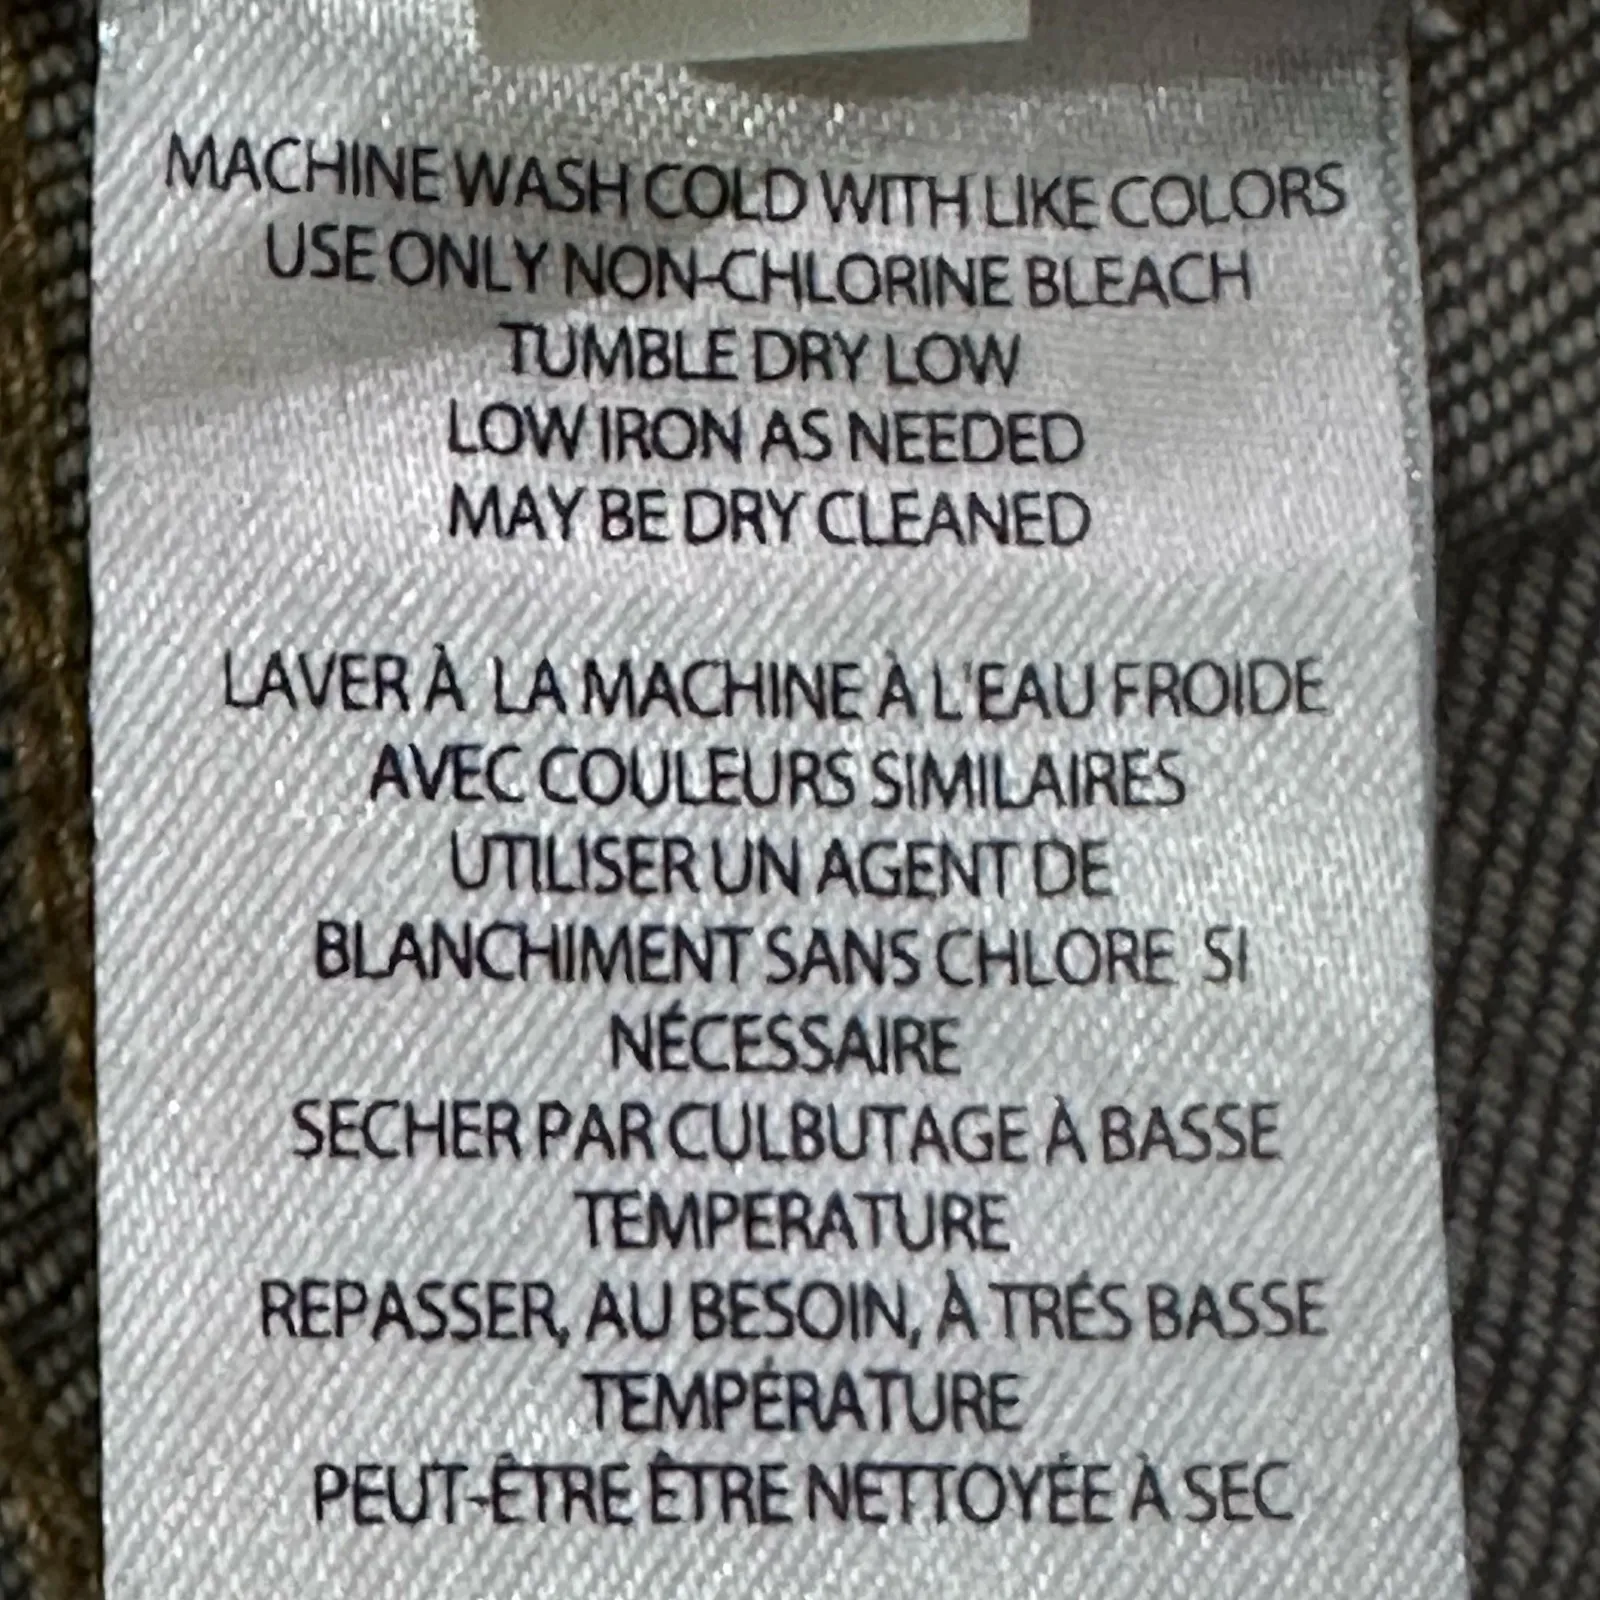 MACHINE WASH COLD WITH LIKE COLORS
USE ONLY NON-CHLORINE BLEACH
TUMBLE DRY LOW
LOW IRON AS NEEDED
MAY BE DRY CLEANED
LAVER À LA MACHINE À L'EAU FROIDE
AVEC COULEURS SIMILAIRES
UTILISER UN AGENT DE
BLANCHIMENT SANS CHLORE SI
NÉCESSAIRE
SECHER PAR CULBUTAGE À BASSE
TEMPERATURE
REPASSER, AU BESOIN, À TRÉS BASSE
TEMPÉRATURE
PEUT-ÊTRE ÊTRE NETTOYÉE À SEC